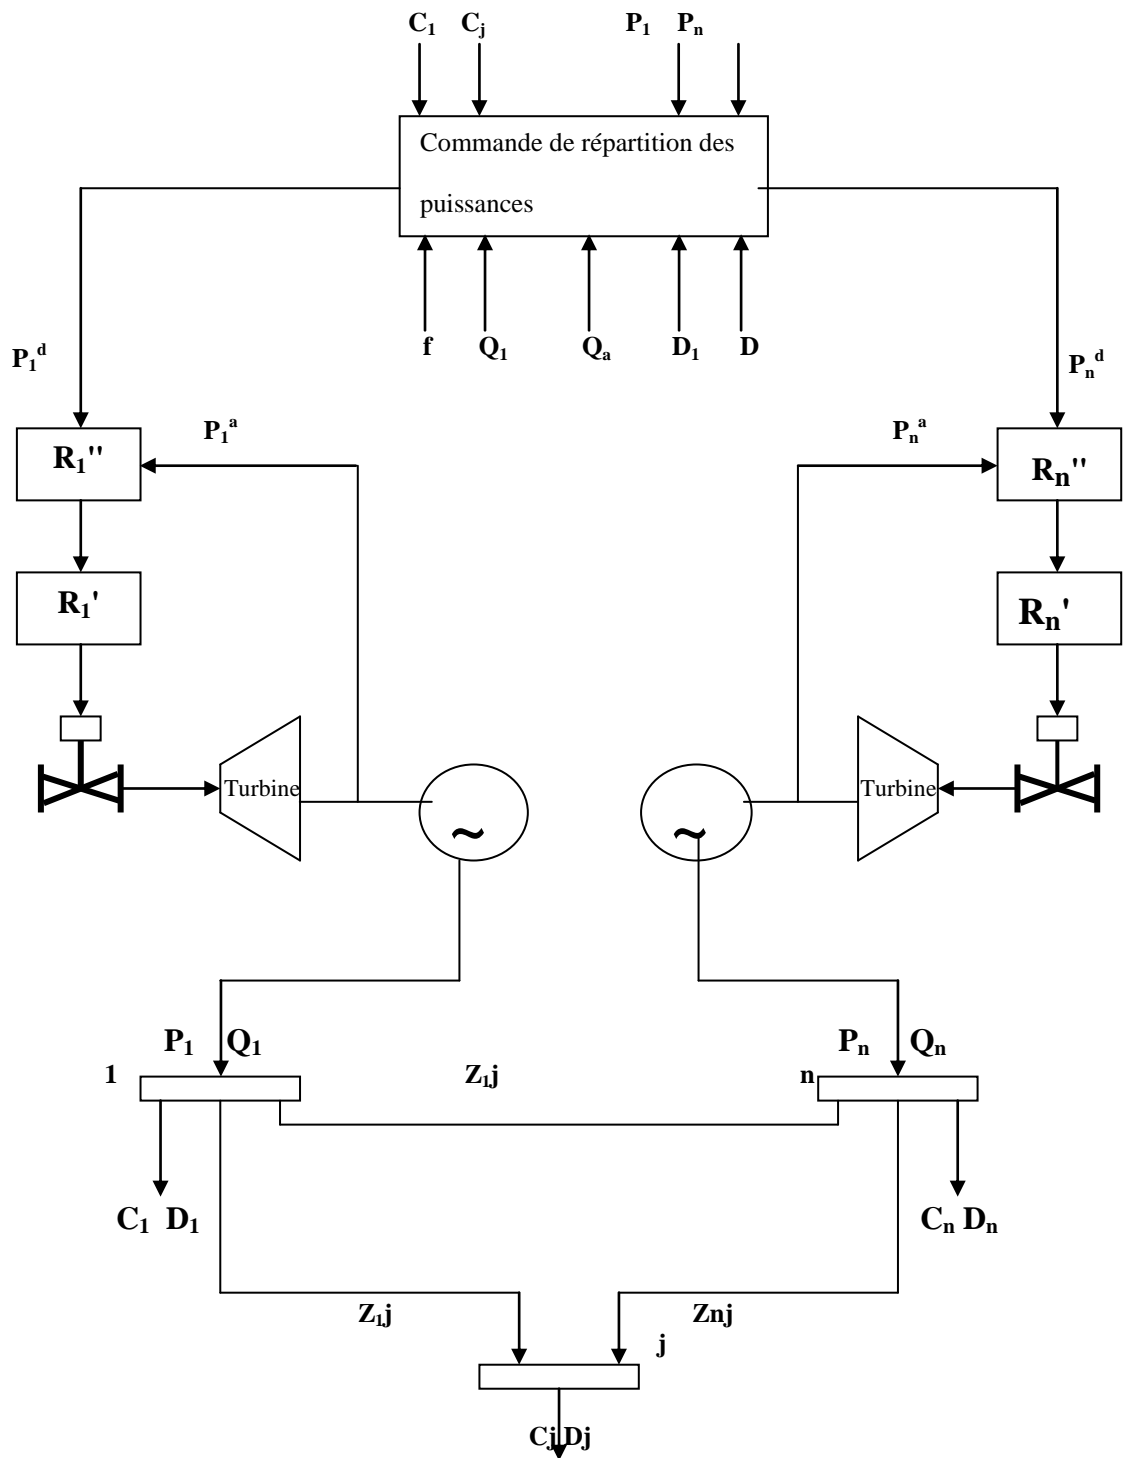 C₁ Cⱼ P₁ Pₙ
Commande de répartition des
puissances
f Q₁ Qₐ D₁ D
P₁ᵈ
Pₙᵈ
P₁ᵃ
Pₙᵃ
R₁''
Rₙ''
R₁'
Rₙ'
Turbine
Turbine
~
~
P₁ Q₁
Pₙ Qₙ
1
Z₁j
n
C₁ D₁
Cₙ Dₙ
Z₁j
Znj
j
Cj Dj